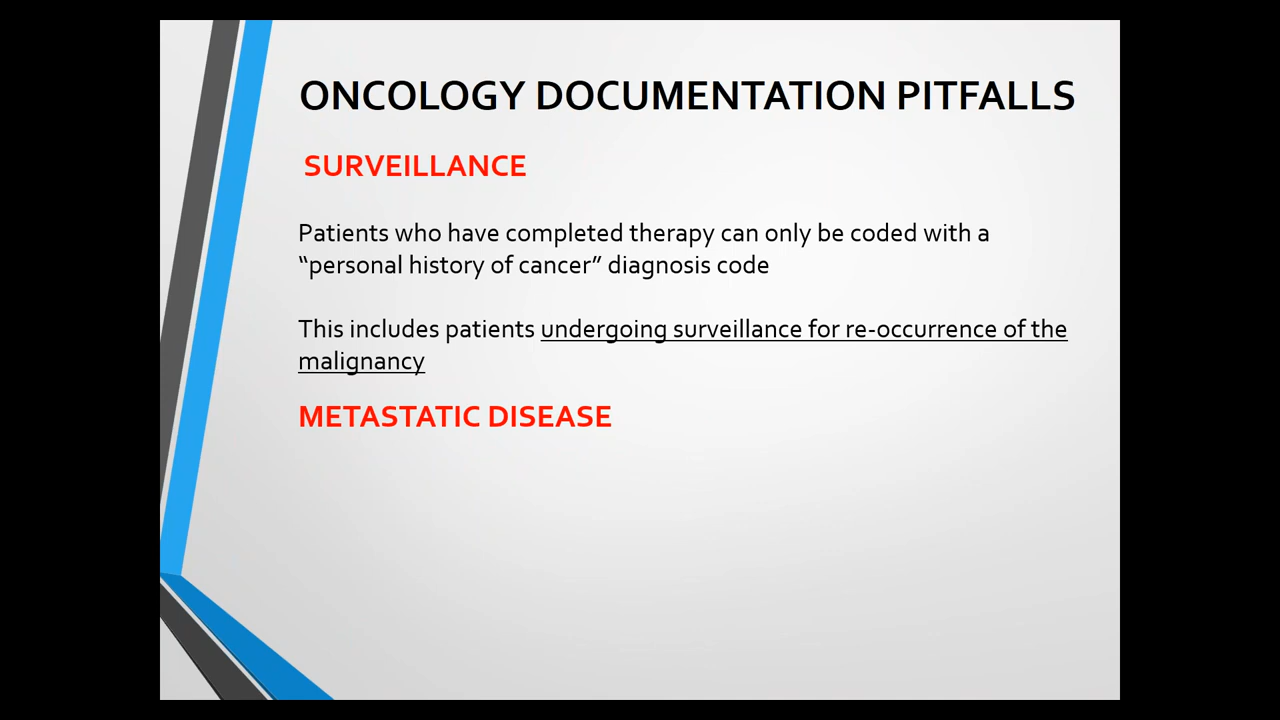 ONCOLOGY DOCUMENTATION PITFALLS
SURVEILLANCE
Patients who have completed therapy can only be coded with a
“personal history of cancer” diagnosis code
This includes patients undergoing surveillance for re-occurrence of the
malignancy
METASTATIC DISEASE